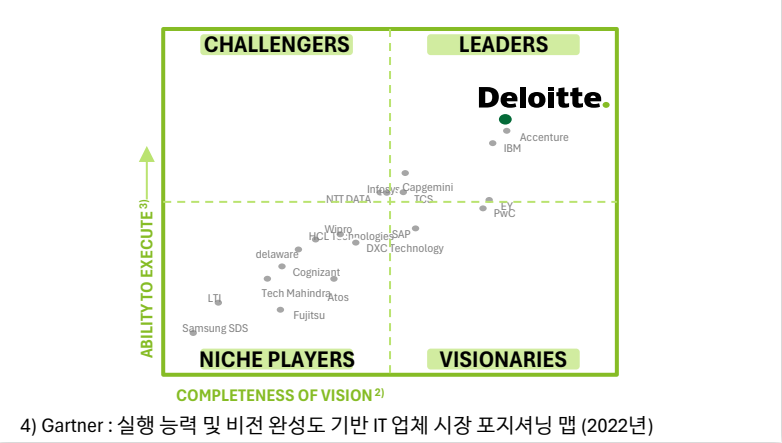 CHALLENGERS
LEADERS
Deloitte.
Accenture
IBM
Infosys
Capgemini
NTT DATA
TCS
EY
PwC
Wipro
HCL Technologies
SAP
DXC Technology
delaware
Cognizant
Tech Mahindra
Atos
LTI
Fujitsu
Samsung SDS
NICHE PLAYERS
VISIONARIES
ABILITY TO EXECUTE 3)
COMPLETENESS OF VISION 2)
4) Gartner : 실행 능력 및 비전 완성도 기반 IT 업체 시장 포지셔닝 맵 (2022년)